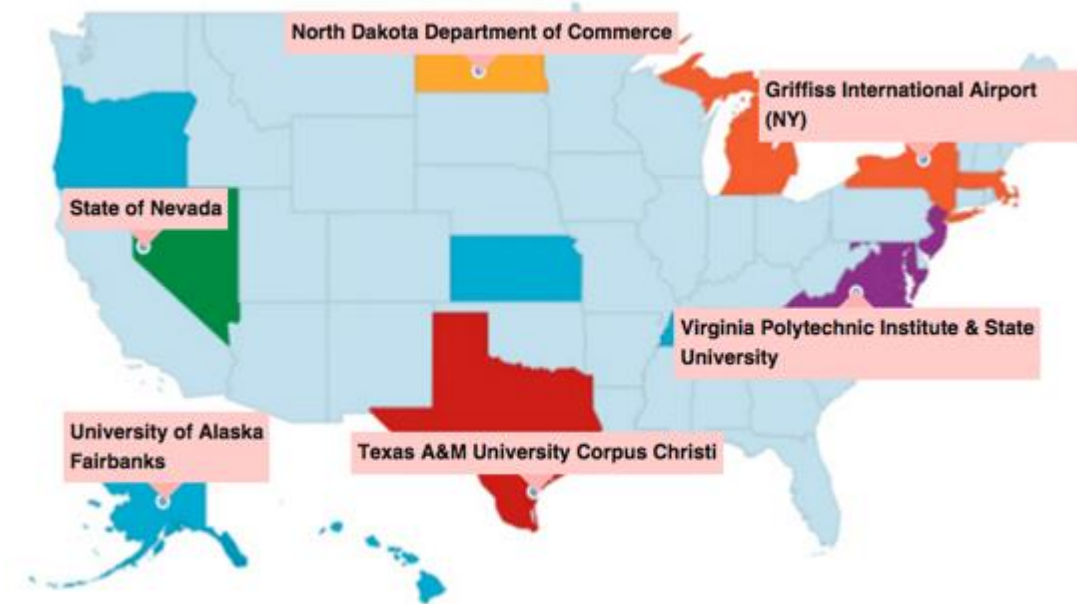 North Dakota Department of Commerce
Griffiss International Airport
(NY)
State of Nevada
Virginia Polytechnic Institute & State
University
University of Alaska
Fairbanks
Texas A&M University Corpus Christi